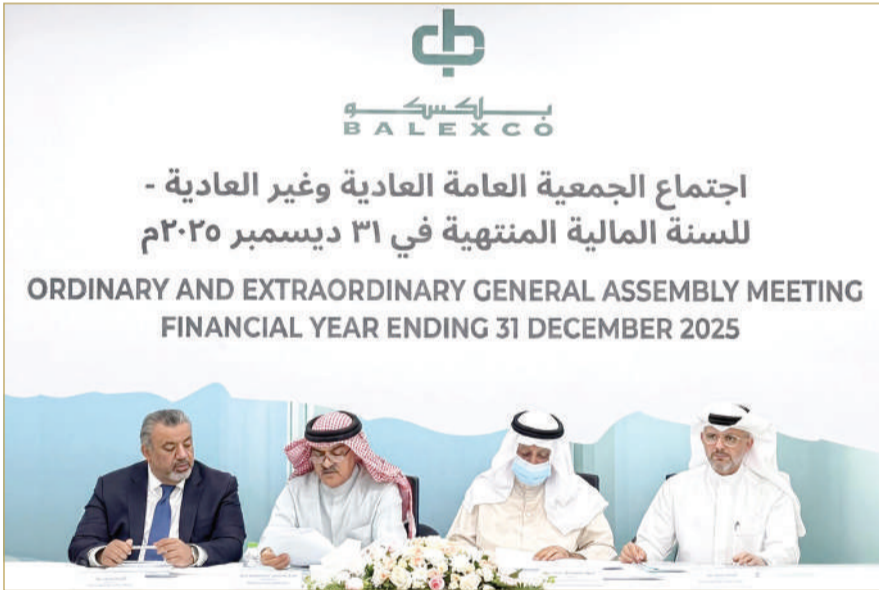 بلكسكو
BALEXCO
اجتماع الجمعية العامة العادية وغير العادية -
للسنة المالية المنتهية في ٣١ ديسمبر ٢٠٢٥م
ORDINARY AND EXTRAORDINARY GENERAL ASSEMBLY MEETING
FINANCIAL YEAR ENDING 31 DECEMBER 2025